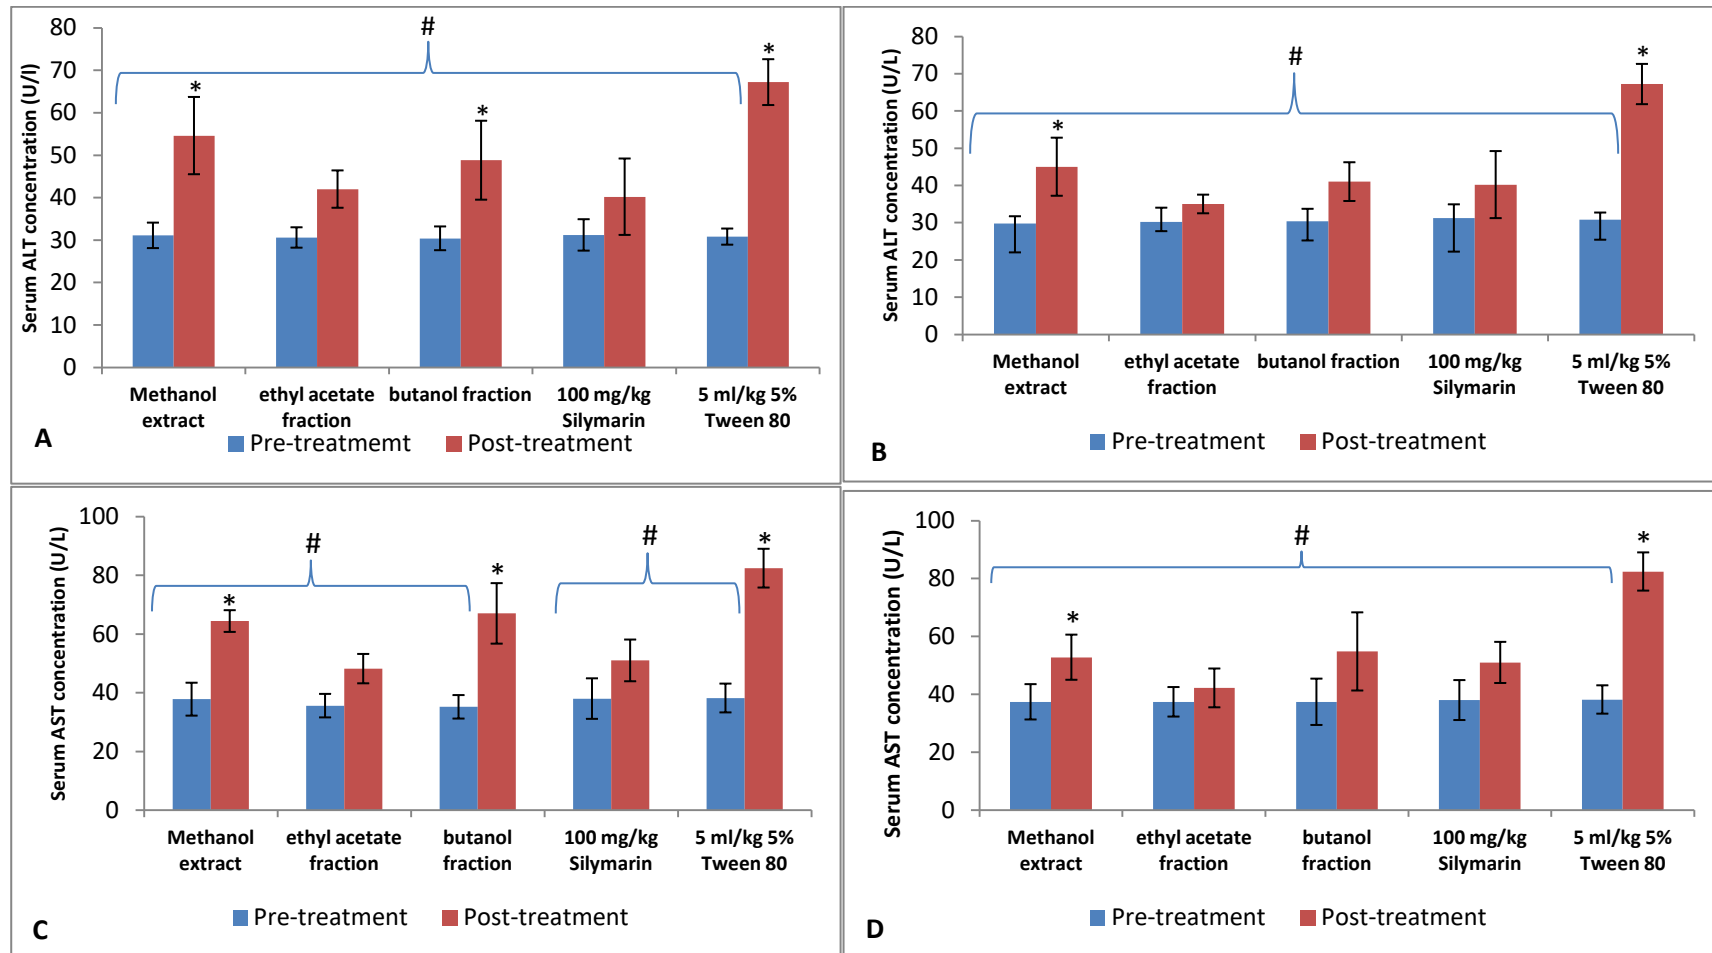 #
80
70
60
50
40
30
20
10
0
Serum ALT concentration (U/l)
*
*
*
Methanol
extract
ethyl acetate
fraction
butanol fraction
100 mg/kg
Silymarin
5 ml/kg 5%
Tween 80
Pre-treatmemt
Post-treatment
A
#
80
70
60
50
40
30
20
10
0
Serum ALT concentration (U/L)
*
*
Methanol
extract
ethyl acetate
fraction
butanol fraction
100 mg/kg
Silymarin
5 ml/kg 5%
Tween 80
Pre-treatment
Post-treatment
B
#
#
100
80
60
40
20
0
Serum AST concentration (U/L)
*
*
*
Methanol
extract
ethyl acetate
fraction
butanol
fraction
100 mg/kg
Silymarin
5 ml/kg 5%
Tween 80
Pre-treatment
Post-treatment
C
#
100
80
60
40
20
0
Serum AST concentration (U/L)
*
*
Methanol
extract
ethyl acetate
fraction
butanol
fraction
100 mg/kg
Silymarin
5 ml/kg 5%
Tween 80
Pre-treatment
Post-treatment
D